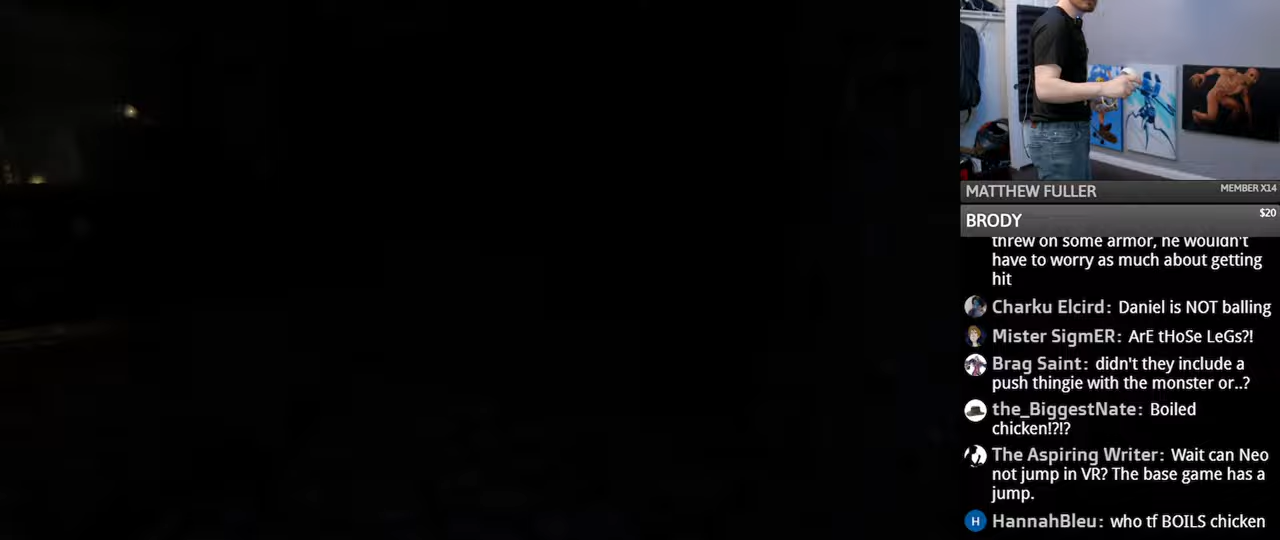 MATTHEW FULLER MEMBER X14
BRODY $20
threw on some armor, he wouldn't
have to worry as much about getting
hit
Charku Elcird: Daniel is NOT balling
Mister SigmER: ArE tHoSe LeGs?!
Brag Saint: didn't they include a
push thingie with the monster or..?
the_BiggestNate: Boiled
chicken!?!?
The Aspiring Writer: Wait can Neo
not jump in VR? The base game has a
jump.
H HannahBleu: who tf BOILS chicken